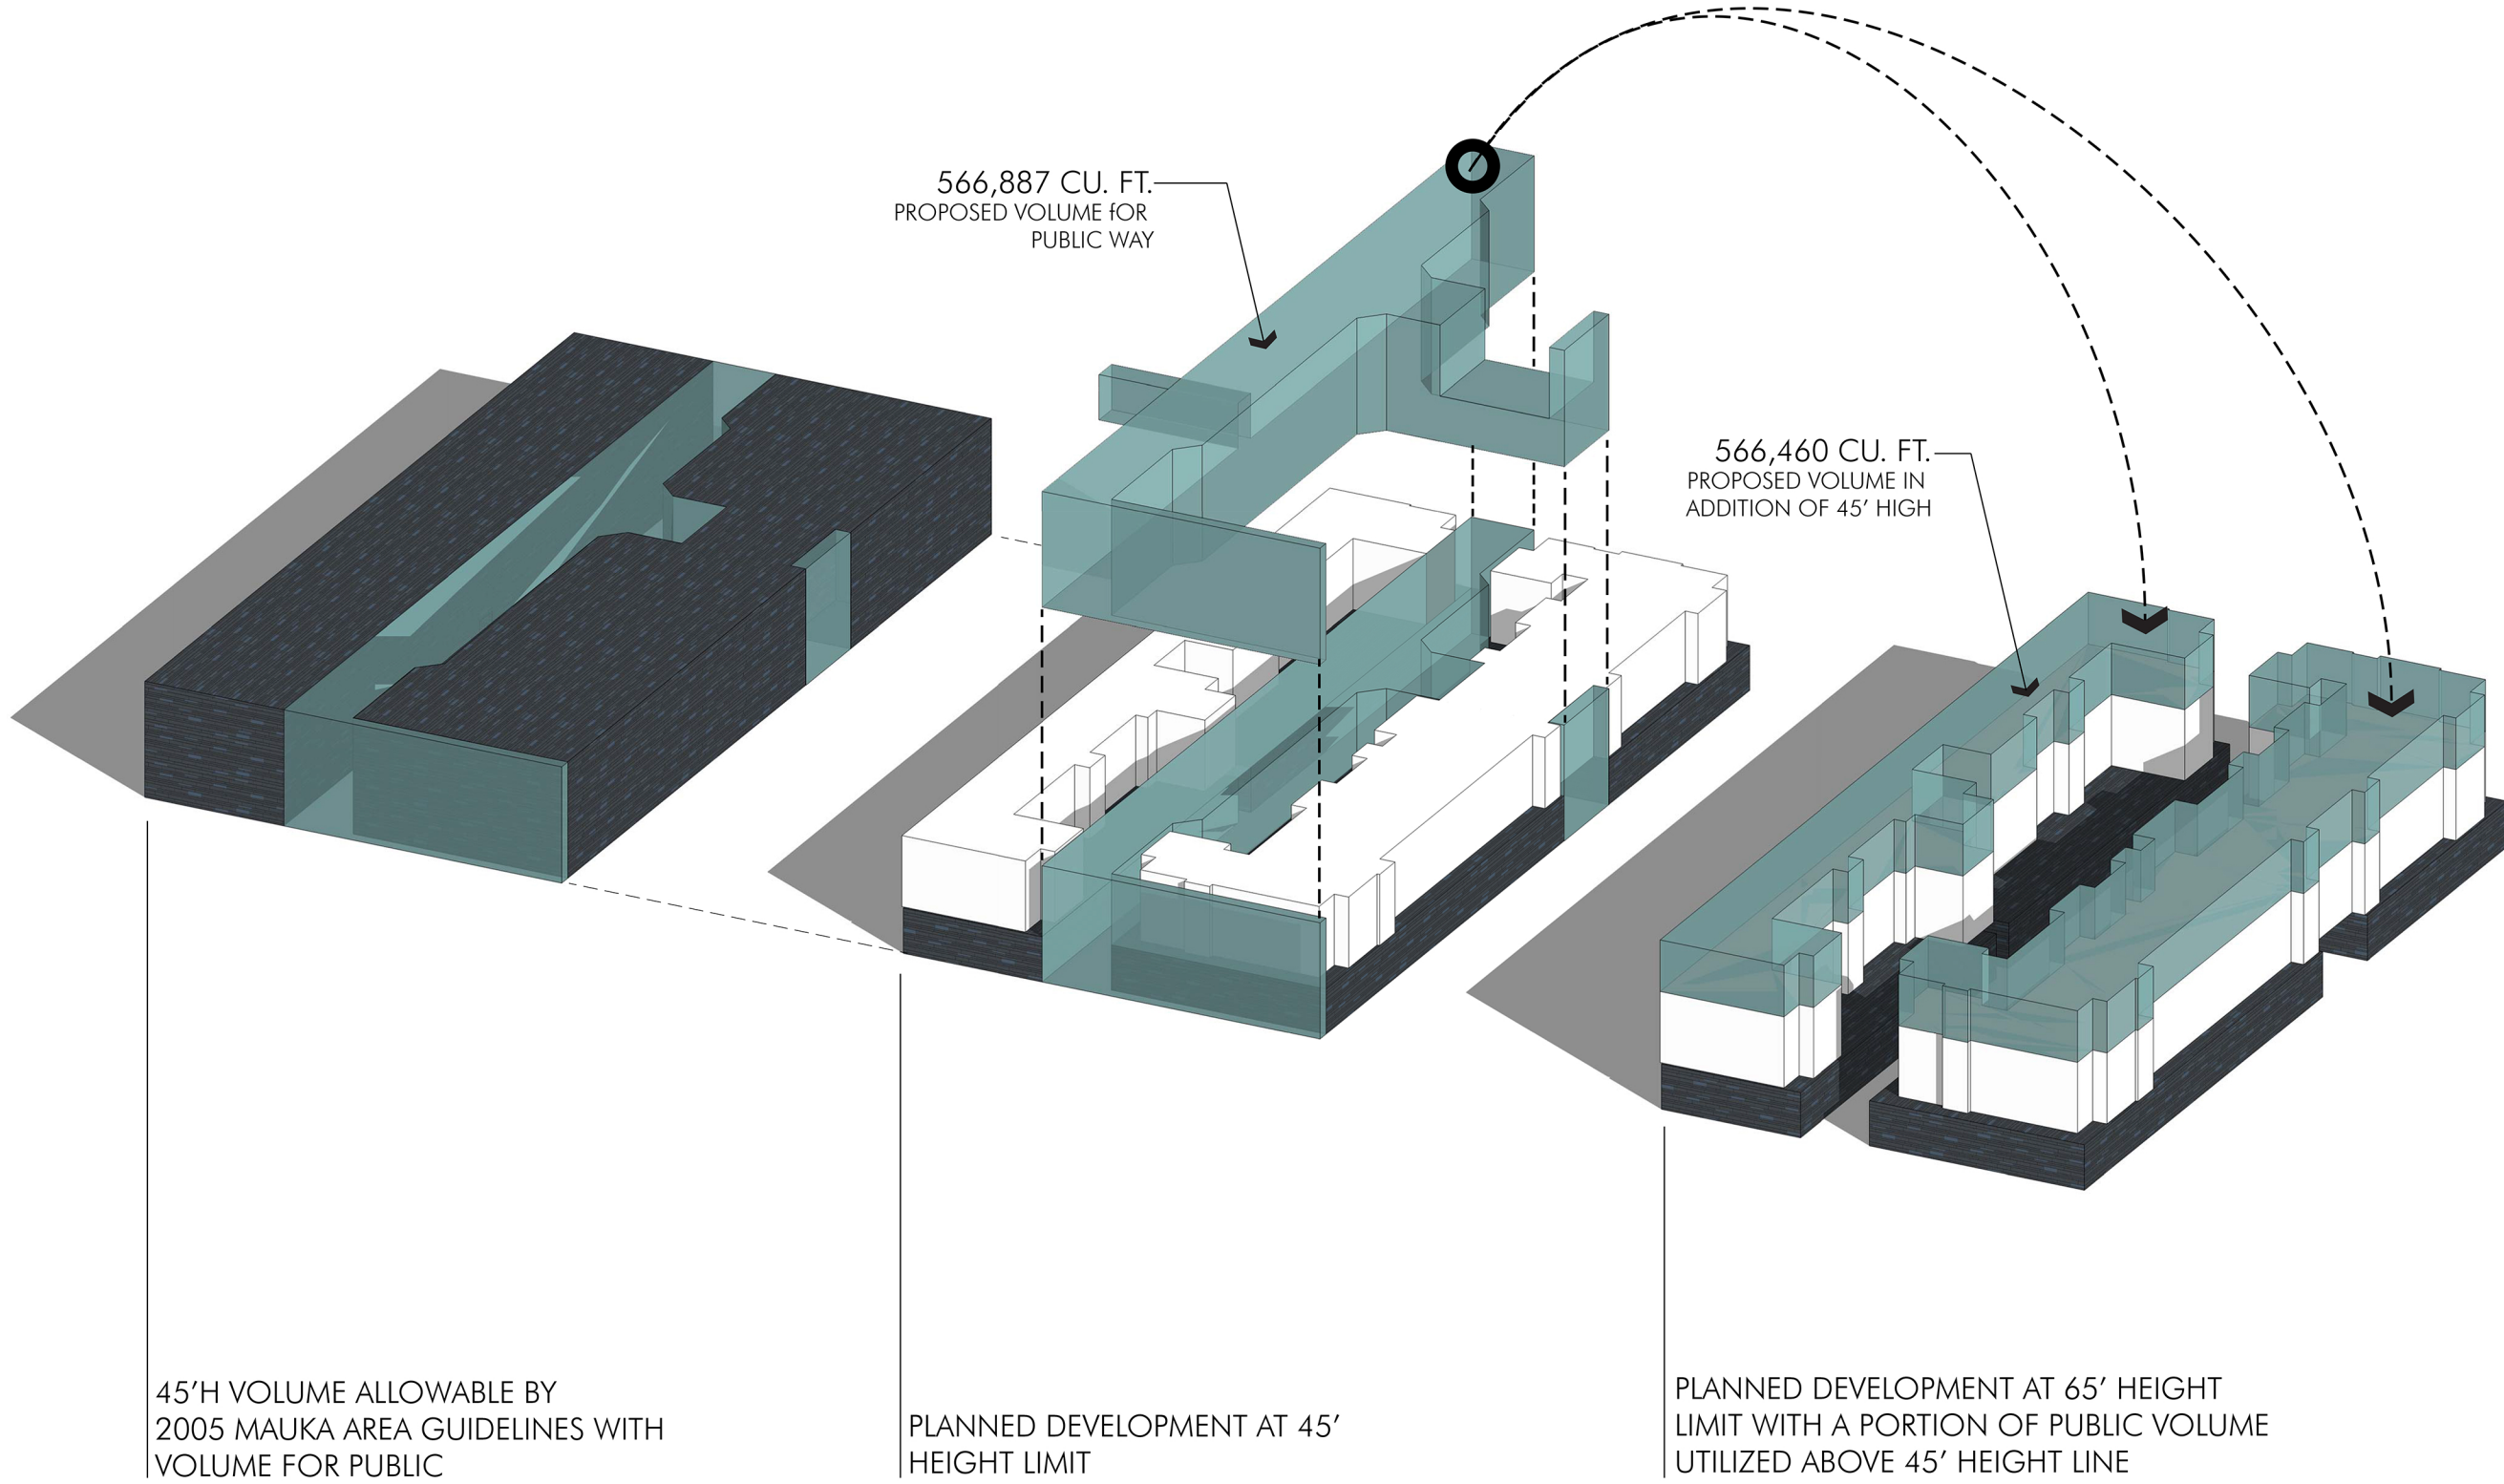 566,887 CU. FT.
PROPOSED VOLUME fOR
PUBLIC WAY
566,460 CU. FT.
PROPOSED VOLUME IN
ADDITION OF 45’ HIGH
45’H VOLUME ALLOWABLE BY
2005 MAUKA AREA GUIDELINES WITH
VOLUME FOR PUBLIC
PLANNED DEVELOPMENT AT 45’
HEIGHT LIMIT
PLANNED DEVELOPMENT AT 65’ HEIGHT
LIMIT WITH A PORTION OF PUBLIC VOLUME
UTILIZED ABOVE 45’ HEIGHT LINE